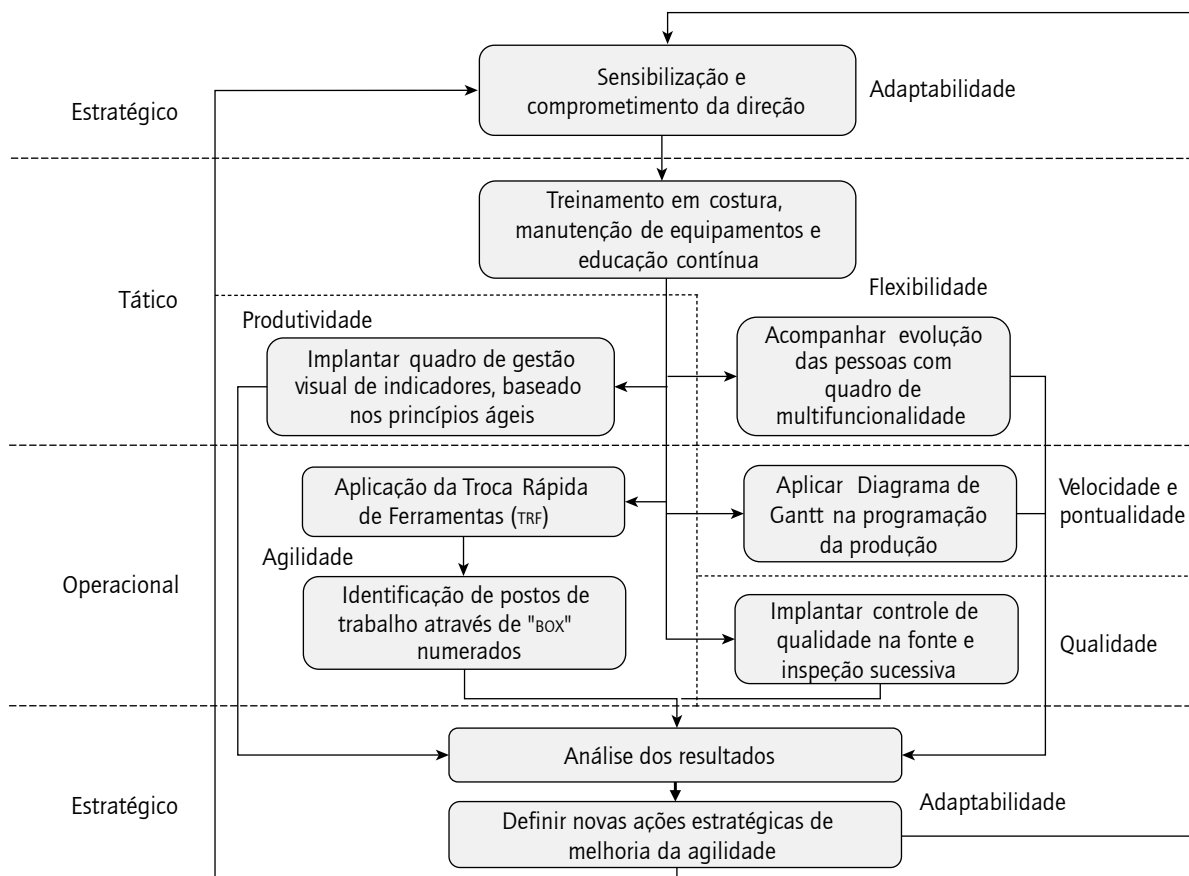 Sensibilização e
comprometimento da direção
Adaptabilidade
Estratégico
Treinamento em costura,
manutenção de equipamentos e
educação contínua
Tático
Flexibilidade
Produtividade
Implantar quadro de gestão
visual de indicadores, baseado
nos princípios ágeis
Acompanhar evolução
das pessoas com
quadro de
multifuncionalidade
Aplicação da Troca Rápida
de Ferramentas (TRF)
Aplicar Diagrama de
Gantt na programação
da produção
Velocidade e
pontualidade
Agilidade
Operacional
Identificação de postos de
trabalho através de "BOX"
numerados
Implantar controle de
qualidade na fonte e
inspeção sucessiva
Qualidade
Análise dos resultados
Estratégico
Adaptabilidade
Definir novas ações estratégicas de
melhoria da agilidade